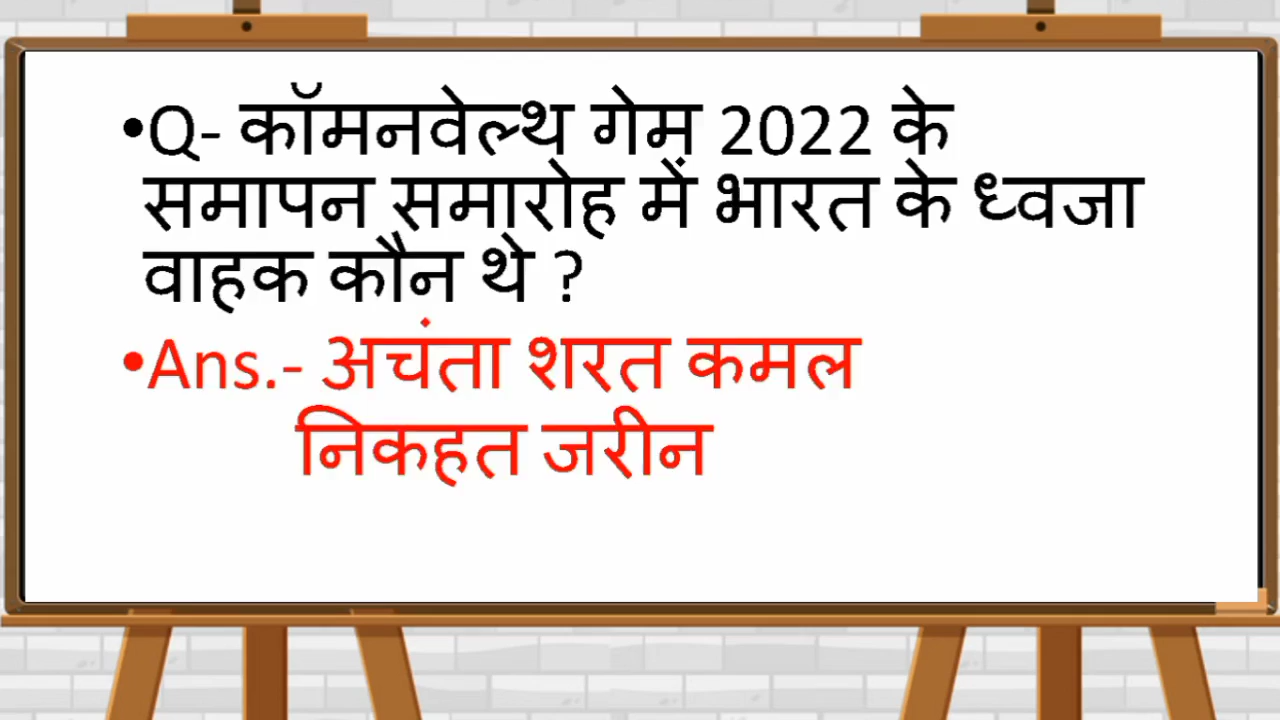 •Q- कॉमनवेल्थ गेम 2022 के
समापन समारोह में भारत के ध्वजा
वाहक कौन थे ?
•Ans.- अचंता शरत कमल
निकहत जरीन